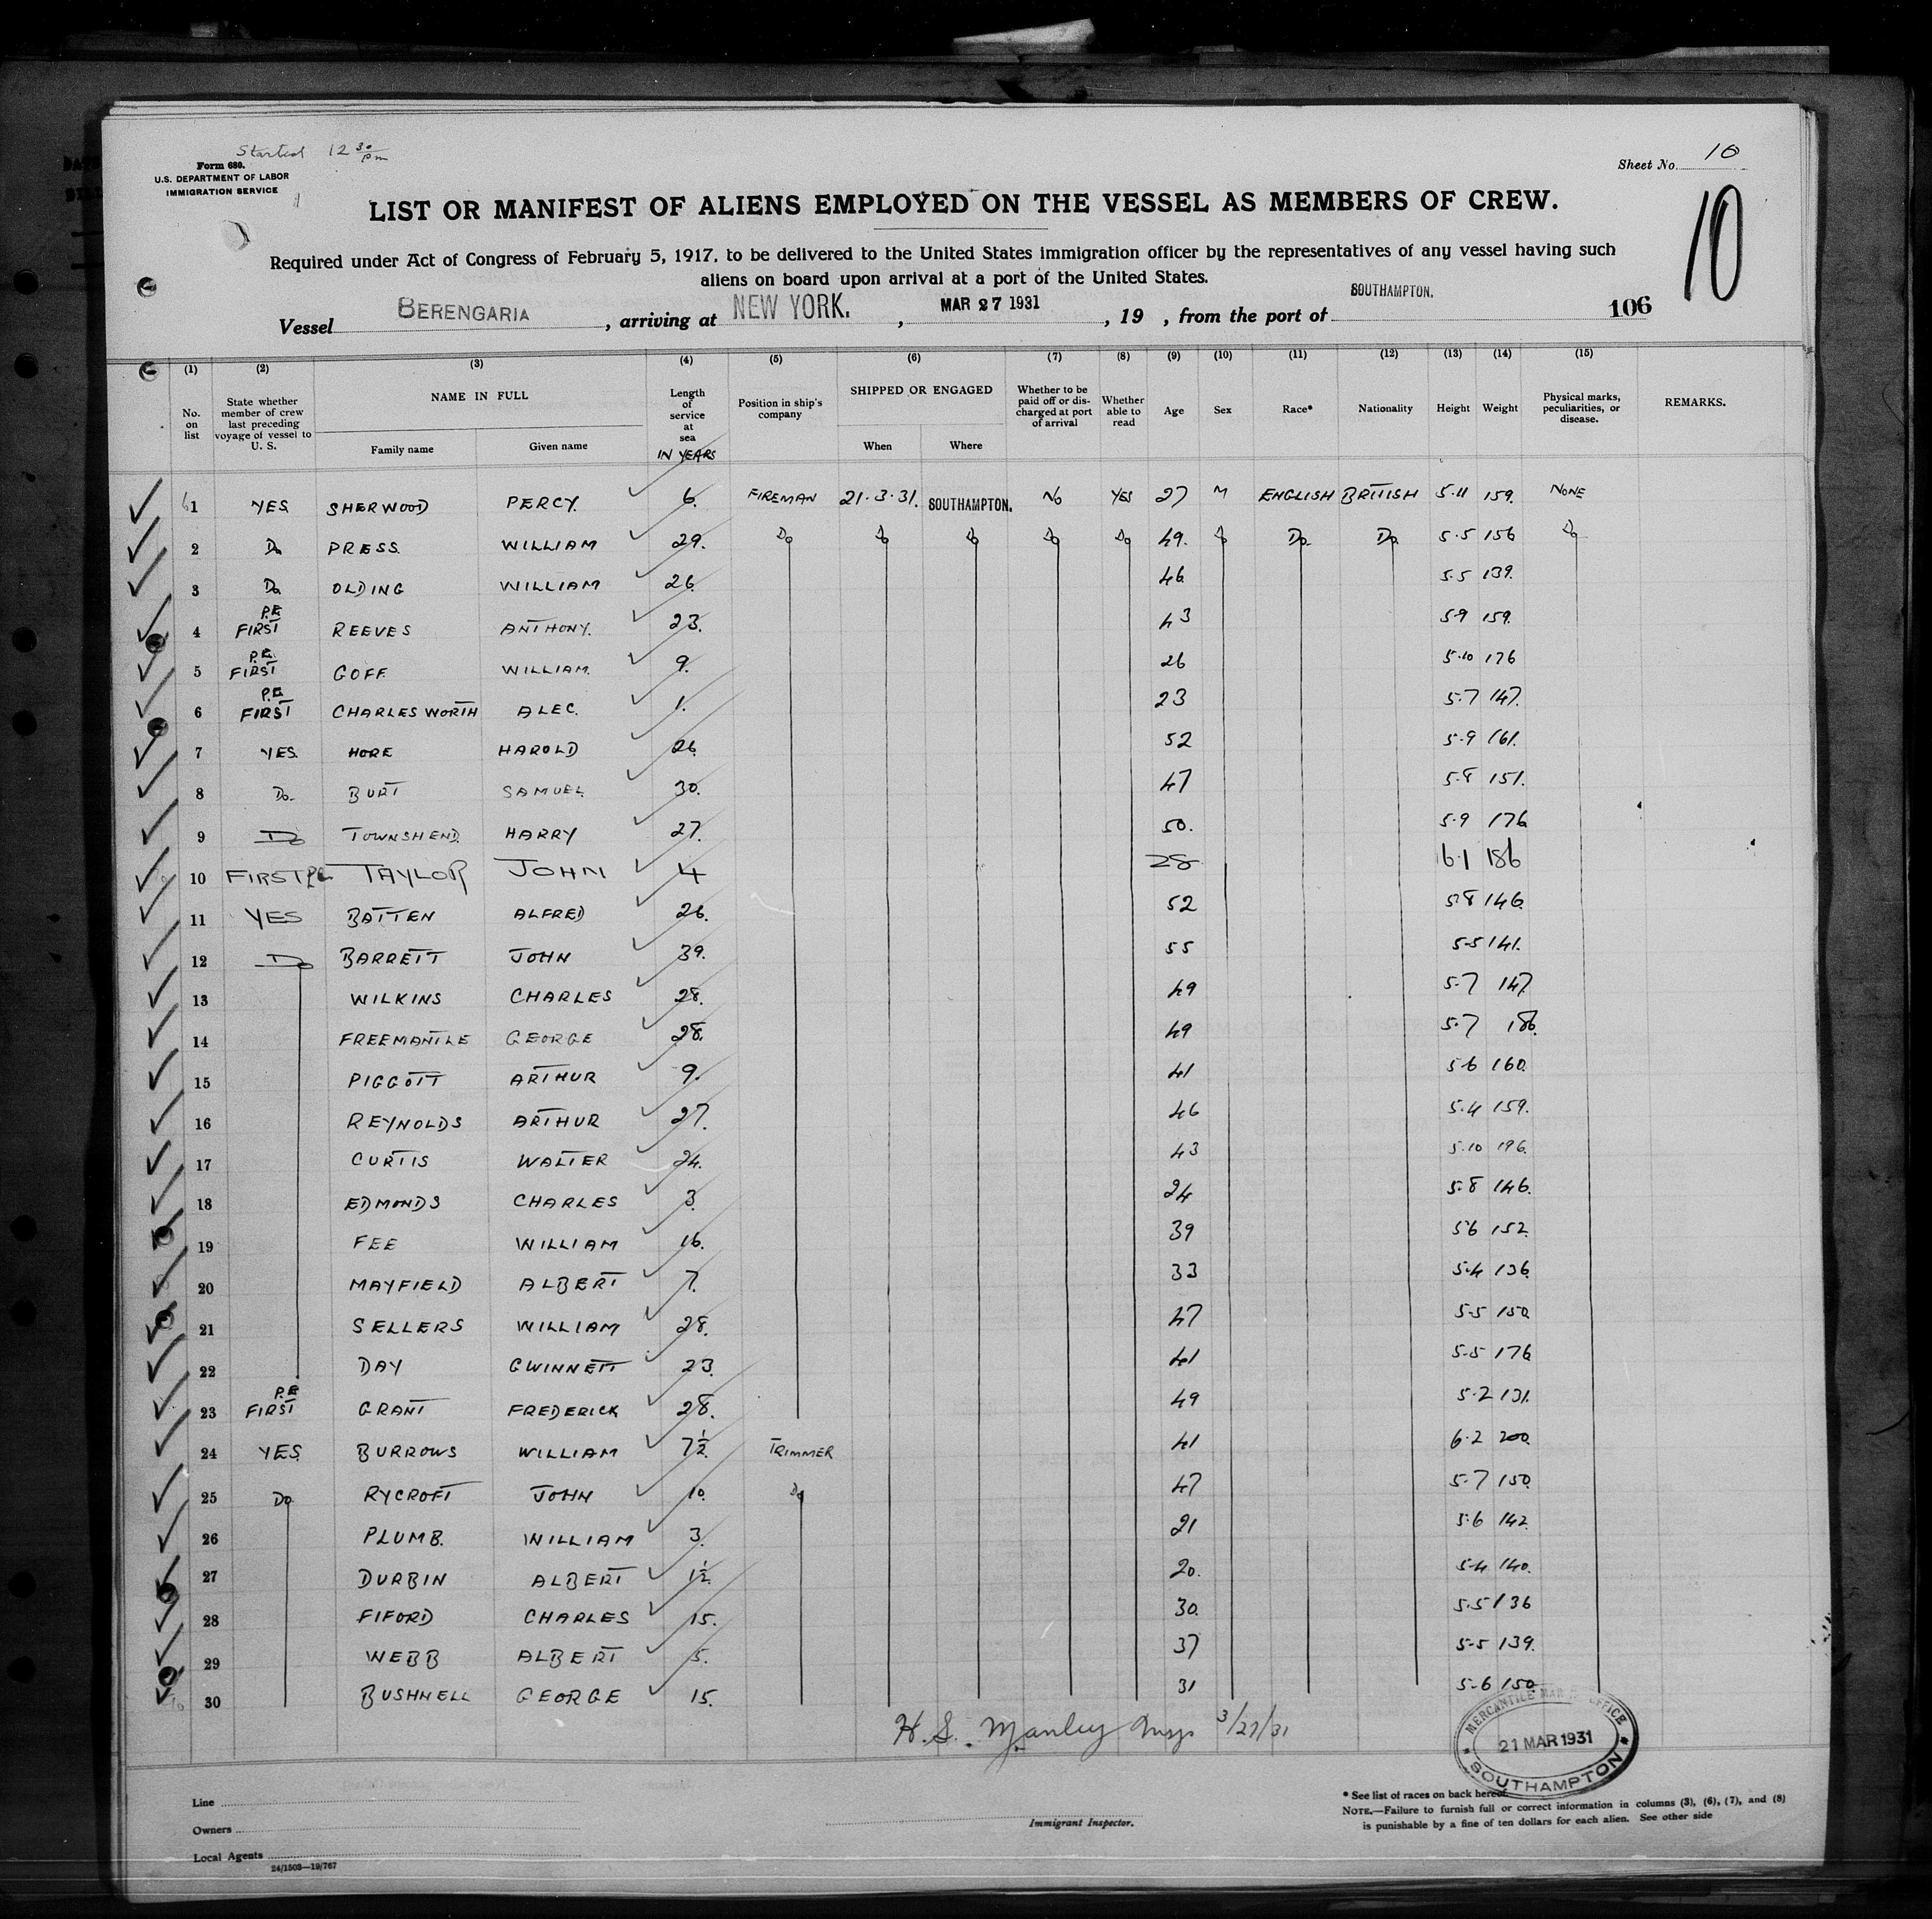 Started 12 30/pm
Form 680.
U.S. DEPARTMENT OF LABOR
IMMIGRATION SERVICE
Sheet No. 10
10
LIST OR MANIFEST OF ALIENS EMPLOYED ON THE VESSEL AS MEMBERS OF CREW.
Required under Act of Congress of February 5, 1917, to be delivered to the United States immigration officer by the representatives of any vessel having such
aliens on board upon arrival at a port of the United States.
Vessel BERENGARIA, arriving at NEW YORK., MAR 27 1931, 19 , from the port of SOUTHAMPTON. 106
(1) (2) (3) (4) (5) (6) (7) (8) (9) (10) (11) (12) (13) (14) (15)
No. on list State whether member of crew last preceding voyage of vessel to U. S. NAME IN FULL Family name Given name Length of service at sea IN YEARS Position in ship's company SHIPPED OR ENGAGED When Where Whether to be paid off or discharged at port of arrival Whether able to read Age Sex Race* Nationality Height Weight Physical marks, peculiarities, or disease. REMARKS.
1 YES SHERWOOD PERCY. 6. FIREMAN 21.3.31. SOUTHAMPTON. NO YES 27 M ENGLISH BRITISH 5.11 159. NONE
2 Do PRESS. WILLIAM 29. Do Do Do Do Do 49. Do Do Do 5.5 156 Do
3 Do OLDING WILLIAM 26. 46 5.5 139.
4 P.E. FIRST REEVES ANTHONY. 23. 43 5.9 159.
5 P.E. FIRST GOFF WILLIAM. 9. 26 5.10 176
6 P.E. FIRST CHARLESWORTH ALEC. 1. 23 5.7 147.
7 YES. HORE HAROLD 26. 52 5.9 161.
8 Do. BURT SAMUEL 30. 47 5.8 151.
9 Do TOWNSHEND. HARRY 27. 50. 5.9 176
10 FIRST PE TAYLOR JOHN 4 28 6.1 186
11 YES BATTEN ALFRED 26. 52 5.8 146.
12 Do BARRETT JOHN 39. 55 5.5 141.
13 WILKINS CHARLES 28. 49 5.7 147
14 FREEMANTLE GEORGE 28. 49 5.7 186.
15 PIGGOTT ARTHUR 9. 41 5.6 160.
16 REYNOLDS ARTHUR 27. 46 5.4 159.
17 CURTIS WALTER 24. 43 5.10 196.
18 EDMONDS CHARLES 3. 24 5.8 146.
19 FEE WILLIAM 16. 39 5.6 152
20 MAYFIELD ALBERT 7. 33 5.4 136.
21 SELLERS WILLIAM 28. 47 5.5 150.
22 DAY GWINNETT 23. 41 5.5 176
23 P.E. FIRST GRANT FREDERICK 28. 49 5.2 131.
24 YES. BURROWS WILLIAM 7½ TRIMMER 41 6.2 200.
25 Do RYCROFT JOHN 10. Do 47 5.7 150.
26 PLUMB. WILLIAM 3. 21 5.6 142
27 DURBIN ALBERT 1½ 20. 5.4 140.
28 FIFORD CHARLES 15. 30. 5.5 136
29 WEBB ALBERT 5. 37 5.5 139.
30 BUSHNELL GEORGE 15. 31 5.6 150.
H. S. Manley Insp 3/27/31
MERCANTILE MAR OFFICE
21 MAR 1931
SOUTHAMPTON
Line
Owners
Local Agents
24/1503—19/767
Immigrant Inspector.
* See list of races on back hereof.
NOTE.—Failure to furnish full or correct information in columns (3), (6), (7), and (8)
is punishable by a fine of ten dollars for each alien. See other side